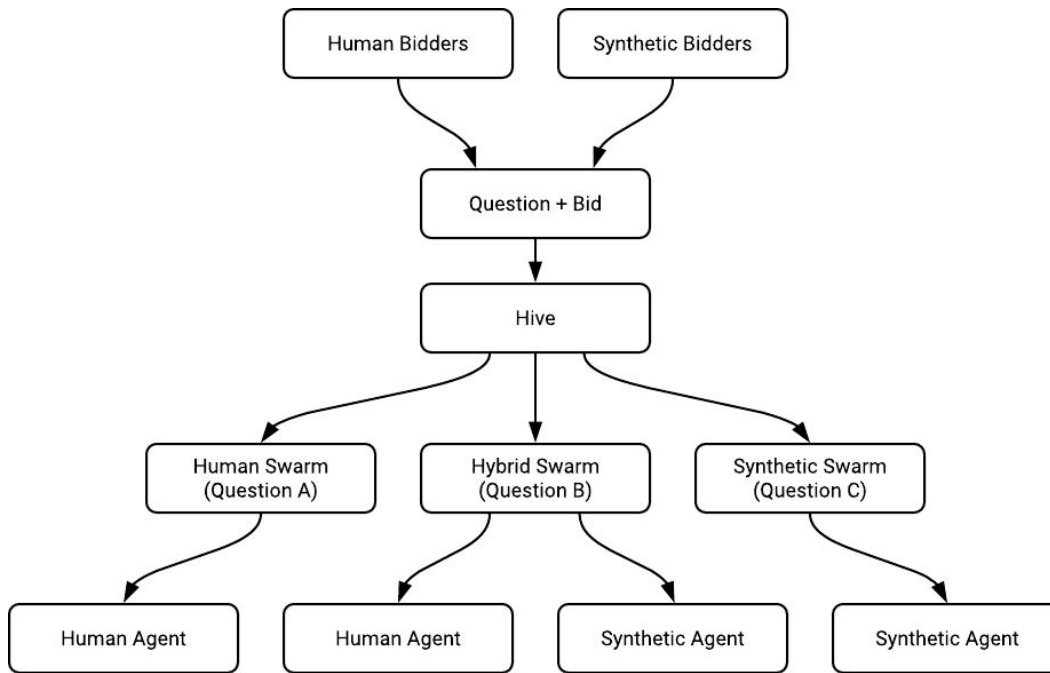 Human Bidders
Synthetic Bidders
Question + Bid
Hive
Human Swarm
(Question A)
Hybrid Swarm
(Question B)
Synthetic Swarm
(Question C)
Human Agent
Human Agent
Synthetic Agent
Synthetic Agent